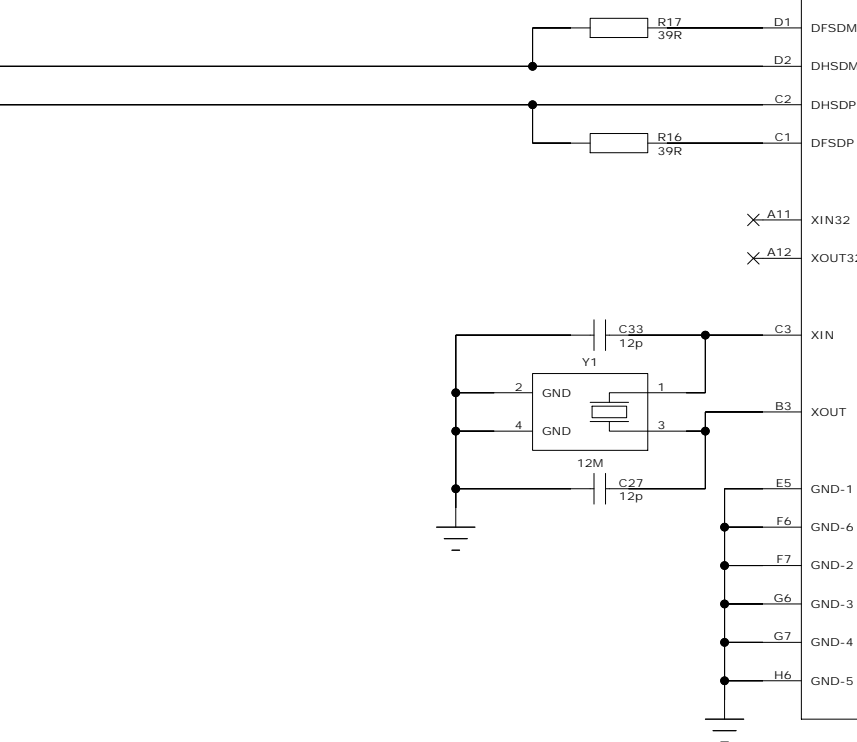 R17
39R
D1
DFSDM
D2
DHSDM
C2
DHSDP
R16
39R
C1
DFSDP
A11
XIN32
A12
XOUT32
C33
12p
C3
XIN
Y1
2
GND
1
B3
XOUT
4
GND
3
12M
C27
12p
E5
GND-1
F6
GND-6
F7
GND-2
G6
GND-3
G7
GND-4
H6
GND-5